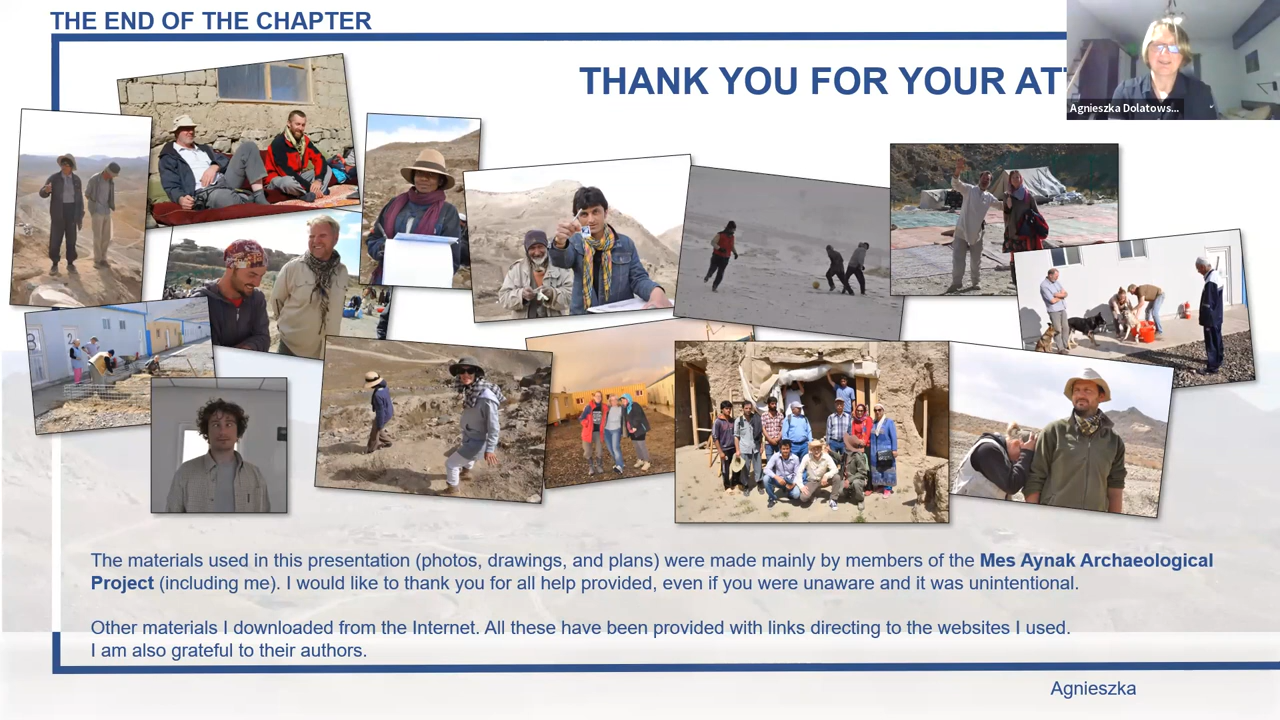 THE END OF THE CHAPTER
THANK YOU FOR YOUR
Agnieszka Dolatows...
The materials used in this presentation (photos, drawings, and plans) were made mainly by members of the Mes Aynak Archaeological
Project (including me). I would like to thank you for all help provided, even if you were unaware and it was unintentional.
Other materials I downloaded from the Internet. All these have been provided with links directing to the websites I used.
I am also grateful to their authors.
Agnieszka